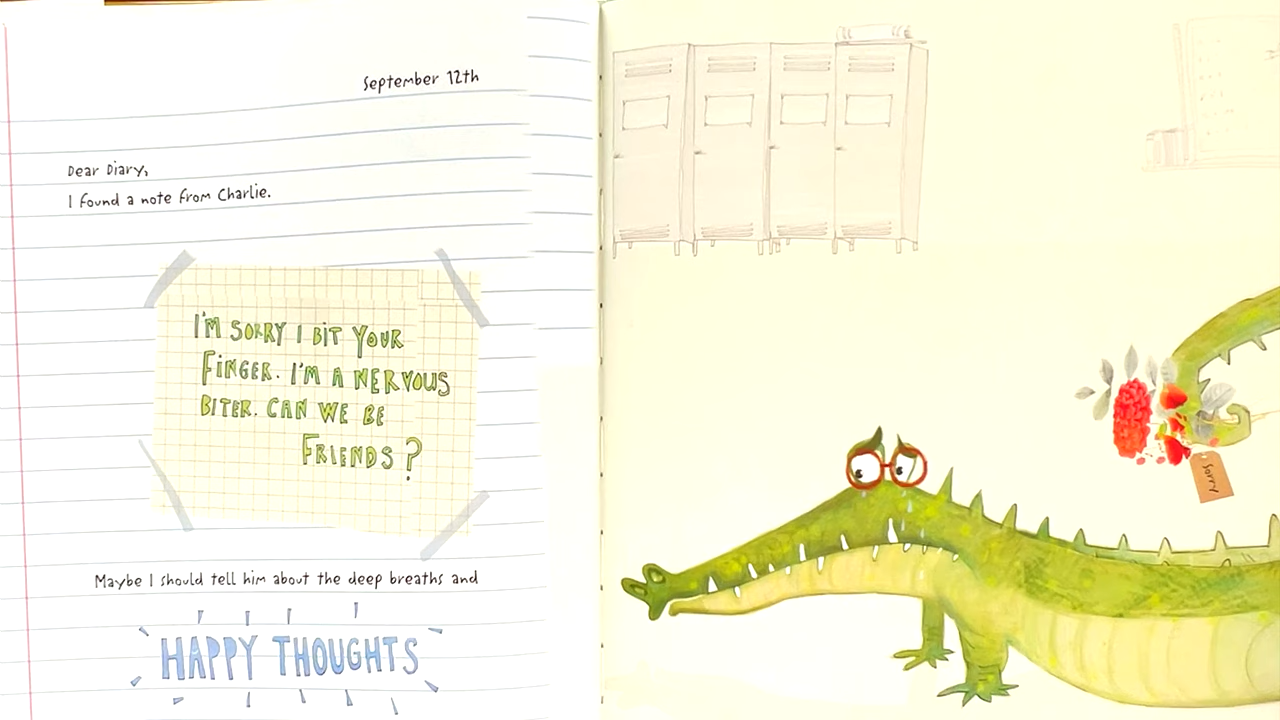 September 12th
Dear Diary,
I found a note from Charlie.
I'M SORRY I BIT YOUR
FINGER. I'M A NERVOUS
BITER. CAN WE BE
FRIENDS?
Maybe I should tell him about the deep breaths and
HAPPY THOUGHTS
sorry